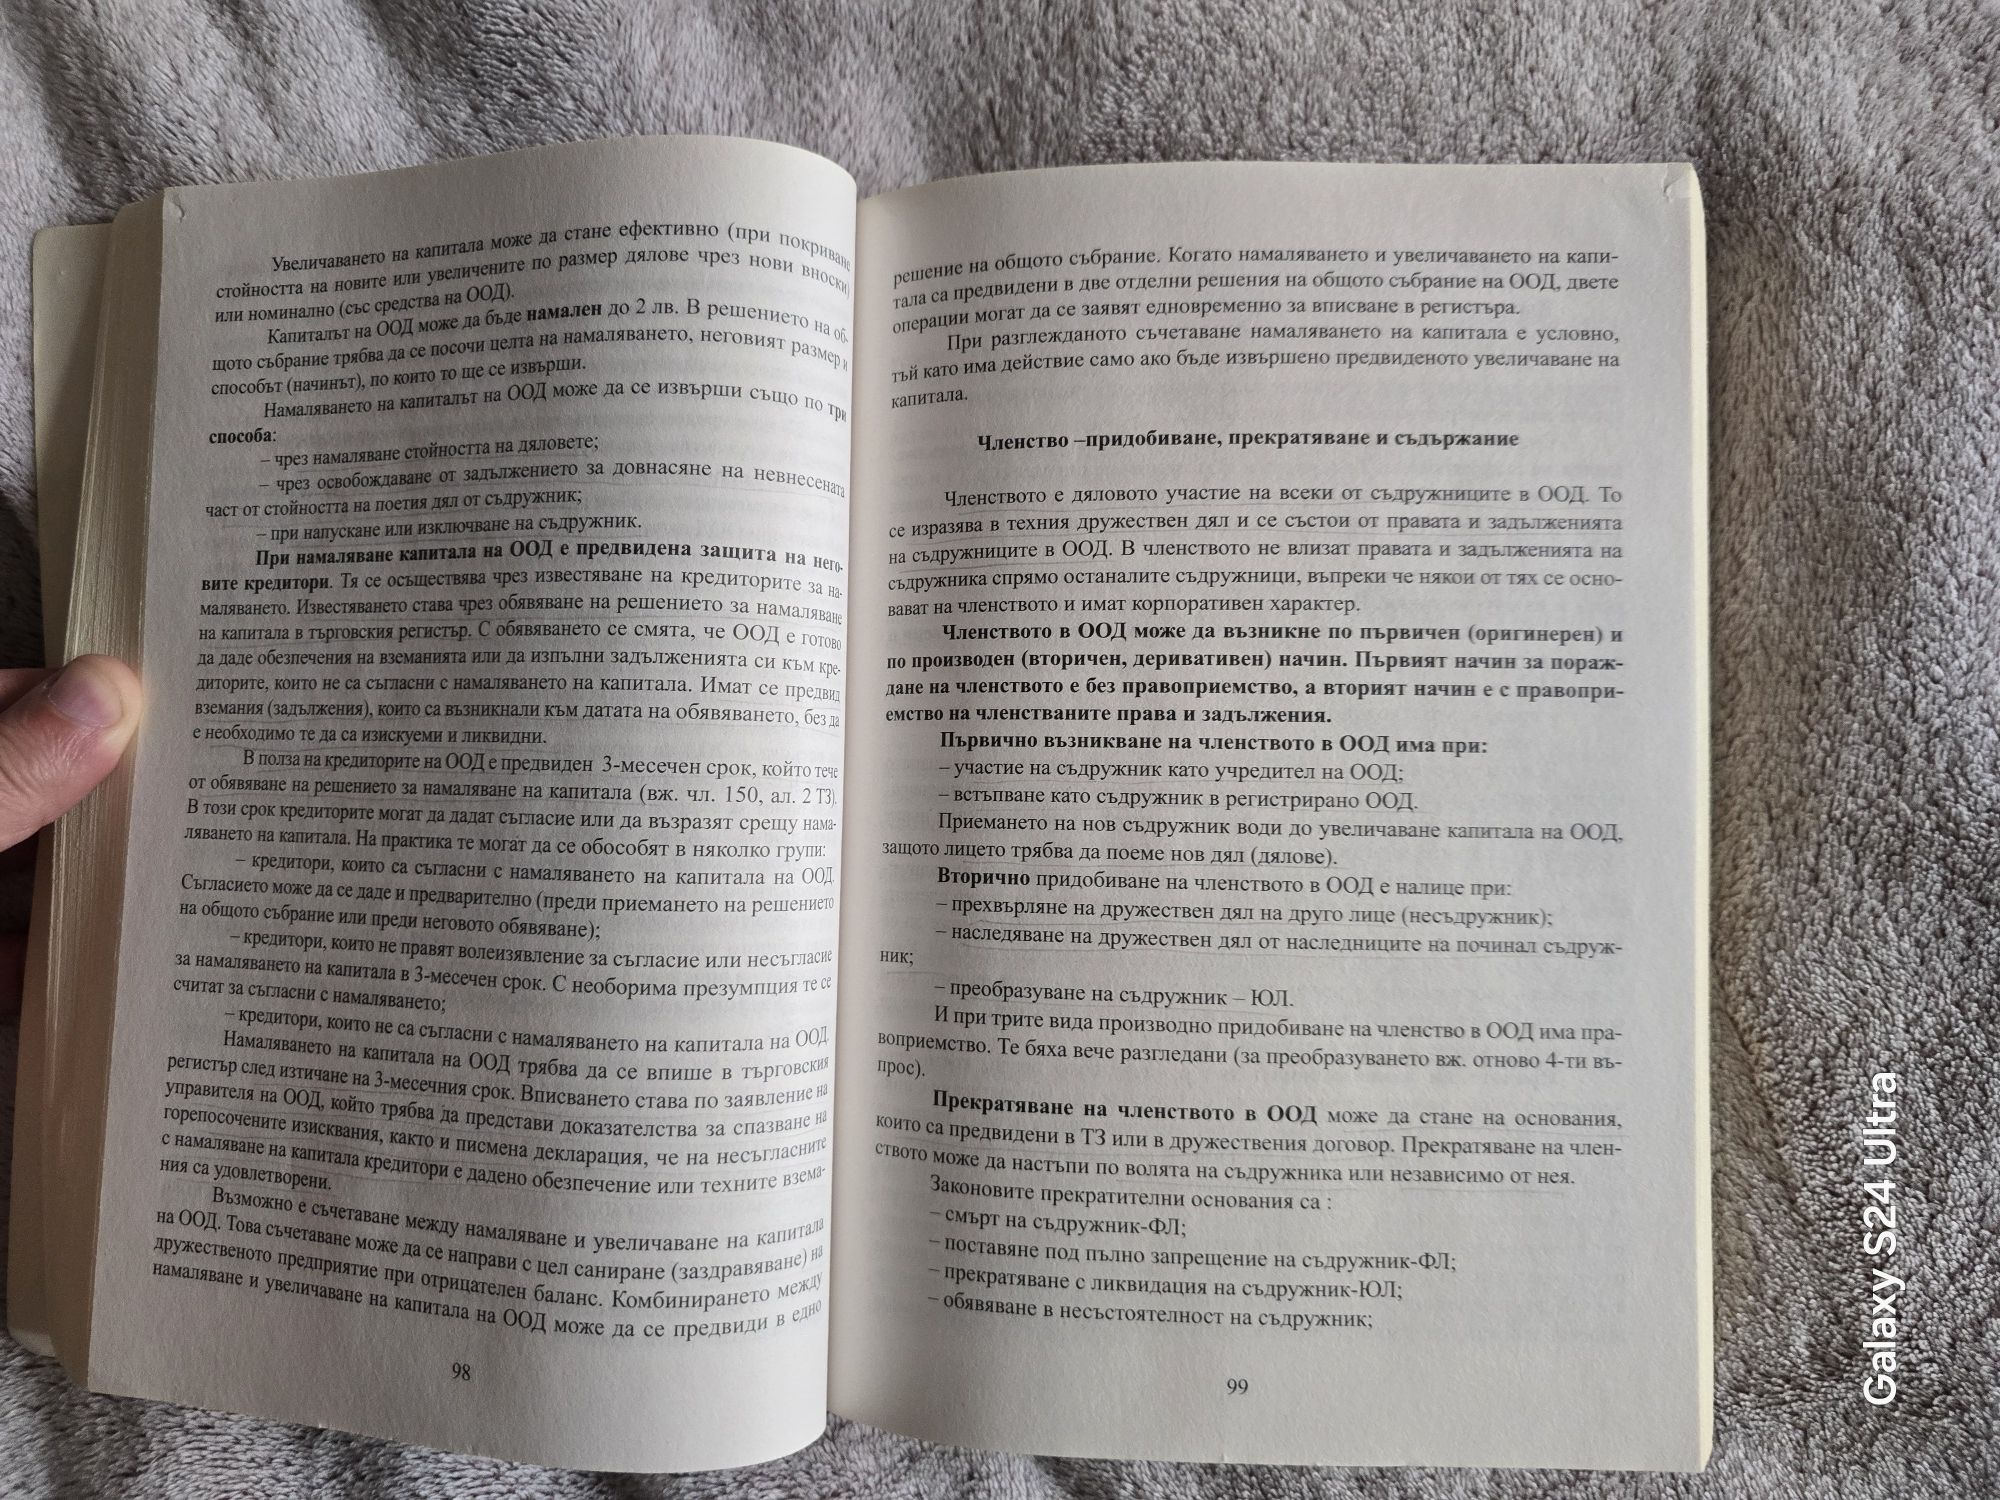 Увеличаването на капитала може да стане ефективно (при покриване
стойността на новите или увеличените по размер дялове чрез нови вноски)
или номинално (със средства на ООД).
Капиталът на ООД може да бъде намален до 2 лв. В решението на об-
щото събрание трябва да се посочи целта на намаляването, неговият размер и
способът (начинът), по които то ще се извърши.
Намаляването на капиталът на ООД може да се извърши също по три
способа:
– чрез намаляване стойността на дяловете;
– чрез освобождаване от задължението за довнасяне на невнесената
част от стойността на поетия дял от съдружник;
– при напускане или изключване на съдружник.
При намаляване капитала на ООД е предвидена защита на него-
вите кредитори. Тя се осъществява чрез известяване на кредиторите за на-
маляването. Известяването става чрез обявяване на решението за намаляване
на капитала в търговския регистър. С обявяването се смята, че ООД е готово
да даде обезпечения на вземанията или да изпълни задълженията си към кре-
диторите, които не са съгласни с намаляването на капитала. Имат се предвид
вземания (задължения), които са възникнали към датата на обявяването, без да
е необходимо те да са изискуеми и ликвидни.
В полза на кредиторите на ООД е предвиден 3-месечен срок, който тече
от обявяване на решението за намаляване на капитала (вж. чл. 150, ал. 2 ТЗ).
В този срок кредиторите могат да дадат съгласие или да възразят срещу нама-
ляването на капитала. На практика те могат да се обособят в няколко групи:
– кредитори, които са съгласни с намаляването на капитала на ООД.
Съгласието може да се даде и предварително (преди приемането на решението
на общото събрание или преди неговото обявяване);
– кредитори, които не правят волеизявление за съгласие или несъгласие
за намаляването на капитала в 3-месечен срок. С необорима презумпция те се
считат за съгласни с намаляването;
– кредитори, които не са съгласни с намаляването на капитала на ООД.
Намаляването на капитала на ООД трябва да се впише в търговския
регистър след изтичане на 3-месечния срок. Вписването става по заявление на
управителя на ООД, който трябва да представи доказателства за спазване на
горепосочените изисквания, както и писмена декларация, че на несъгласните
с намаляване на капитала кредитори е дадено обезпечение или техните взема-
ния са удовлетворени.
Възможно е съчетаване между намаляване и увеличаване на капитала
на ООД. Това съчетаване може да се направи с цел саниране (заздравяване) на
дружественото предприятие при отрицателен баланс. Комбинирането между
намаляване и увеличаване на капитала на ООД може да се предвиди в едно
98
решение на общото събрание. Когато намаляването и увеличаването на капи-
тала са предвидени в две отделни решения на общото събрание на ООД, двете
операции могат да се заявят едновременно за вписване в регистъра.
При разглежданото съчетаване намаляването на капитала е условно,
тъй като има действие само ако бъде извършено предвиденото увеличаване на
капитала.
Членство –придобиване, прекратяване и съдържание
Членството е дяловото участие на всеки от съдружниците в ООД. То
се изразява в техния дружествен дял и се състои от правата и задълженията
на съдружниците в ООД. В членството не влизат правата и задълженията на
съдружника спрямо останалите съдружници, въпреки че някои от тях се осно-
вават на членството и имат корпоративен характер.
Членството в ООД може да възникне по първичен (оригинерен) и
по производен (вторичен, деривативен) начин. Първият начин за пораж-
дане на членството е без правоприемство, а вторият начин е с правопри-
емство на членстваните права и задължения.
Първично възникване на членството в ООД има при:
– участие на съдружник като учредител на ООД;
– встъпване като съдружник в регистрирано ООД.
Приемането на нов съдружник води до увеличаване капитала на ООД,
защото лицето трябва да поеме нов дял (дялове).
Вторично придобиване на членството в ООД е налице при:
– прехвърляне на дружествен дял на друго лице (несъдружник);
– наследяване на дружествен дял от наследниците на починал съдруж-
ник;
– преобразуване на съдружник – ЮЛ.
И при трите вида производно придобиване на членство в ООД има пра-
воприемство. Те бяха вече разгледани (за преобразуването вж. отново 4-ти въ-
прос).
Прекратяване на членството в ООД може да стане на основания,
които са предвидени в ТЗ или в дружествения договор. Прекратяване на член-
ството може да настъпи по волята на съдружника или независимо от нея.
Законовите прекратителни основания са :
– смърт на съдружник-ФЛ;
– поставяне под пълно запрещение на съдружник-ФЛ;
– прекратяване с ликвидация на съдружник-ЮЛ;
– обявяване в несъстоятелност на съдружник;
99
Galaxy S24 Ultra